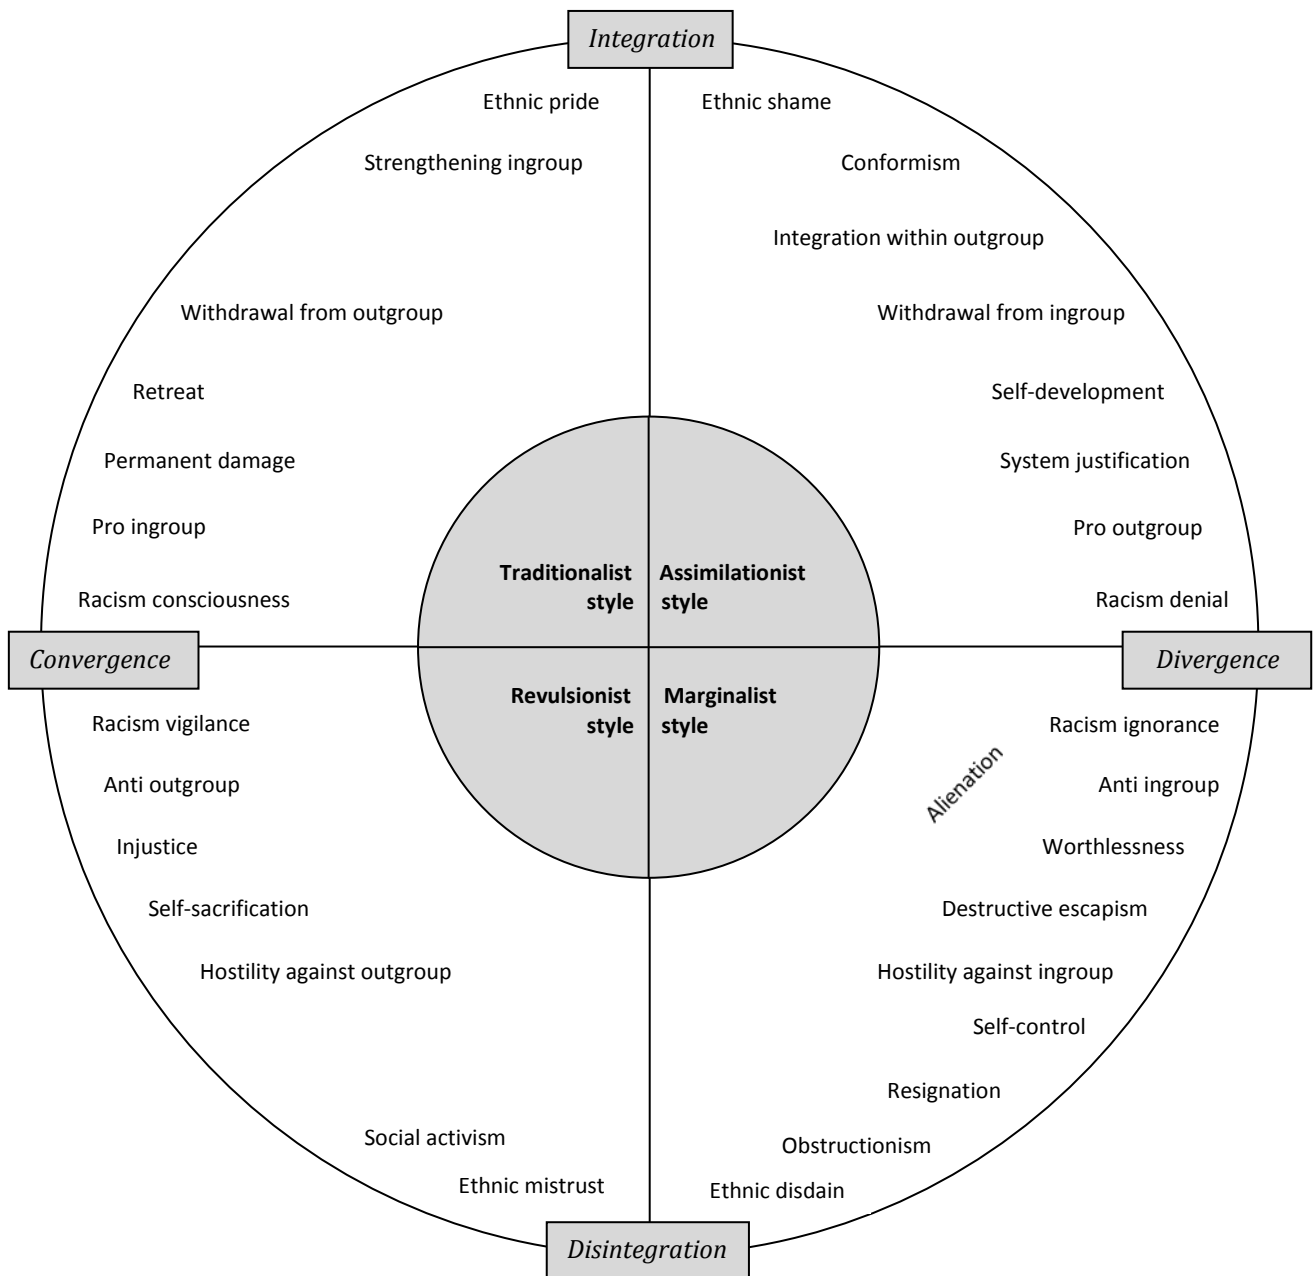 Integration
Ethnic pride
Ethnic shame
Strengthening ingroup
Conformism
Integration within outgroup
Withdrawal from outgroup
Withdrawal from ingroup
Retreat
Self-development
Permanent damage
System justification
Pro ingroup
Pro outgroup
Traditionalist
style
Assimilationist
style
Racism consciousness
Racism denial
Convergence
Divergence
Revulsionist
style
Marginalist
style
Racism vigilance
Racism ignorance
Alienation
Anti outgroup
Anti ingroup
Injustice
Worthlessness
Self-sacrification
Destructive escapism
Hostility against outgroup
Hostility against ingroup
Self-control
Resignation
Social activism
Obstructionism
Ethnic mistrust
Ethnic disdain
Disintegration